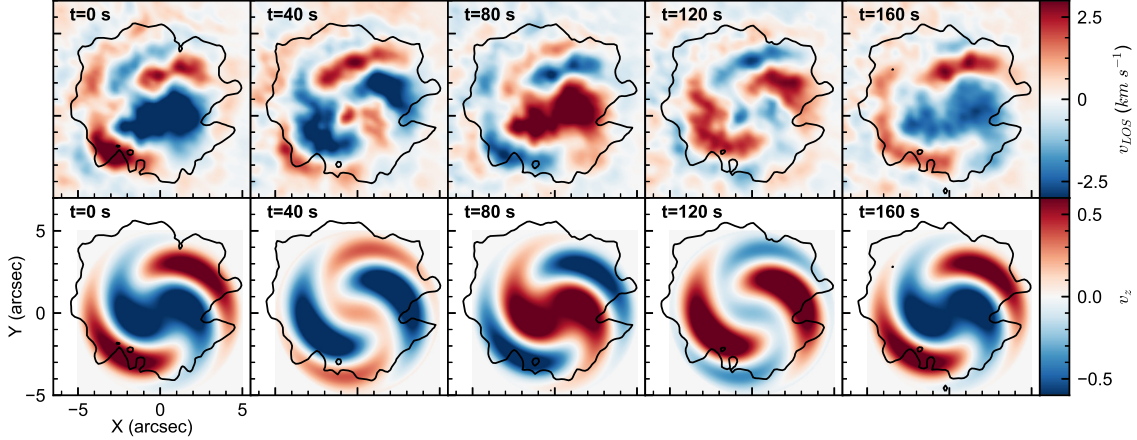 t=0 s t=40 s t=80 s t=120 s t=160 s
2.5
0
-2.5
v_LOS (km s⁻¹)
t=0 s t=40 s t=80 s t=120 s t=160 s
5
0
−5
Y (arcsec)
0.5
0.0
−0.5
v_z
−5 0 5
X (arcsec)